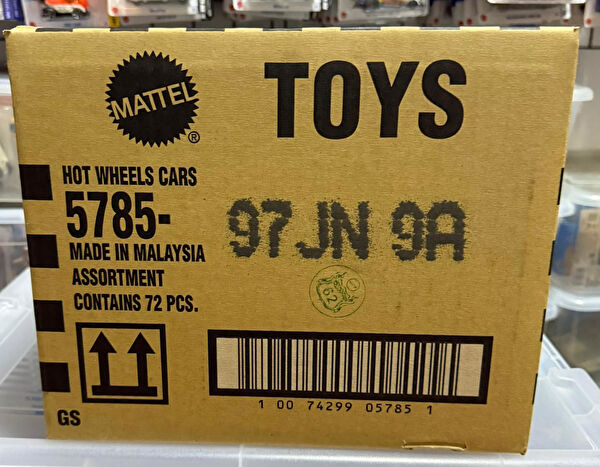 MATTEL
®
TOYS
HOT WHEELS CARS
5785-
MADE IN MALAYSIA
ASSORTMENT
CONTAINS 72 PCS.
97JN 9A
62
1 00 74299 05785 1
GS